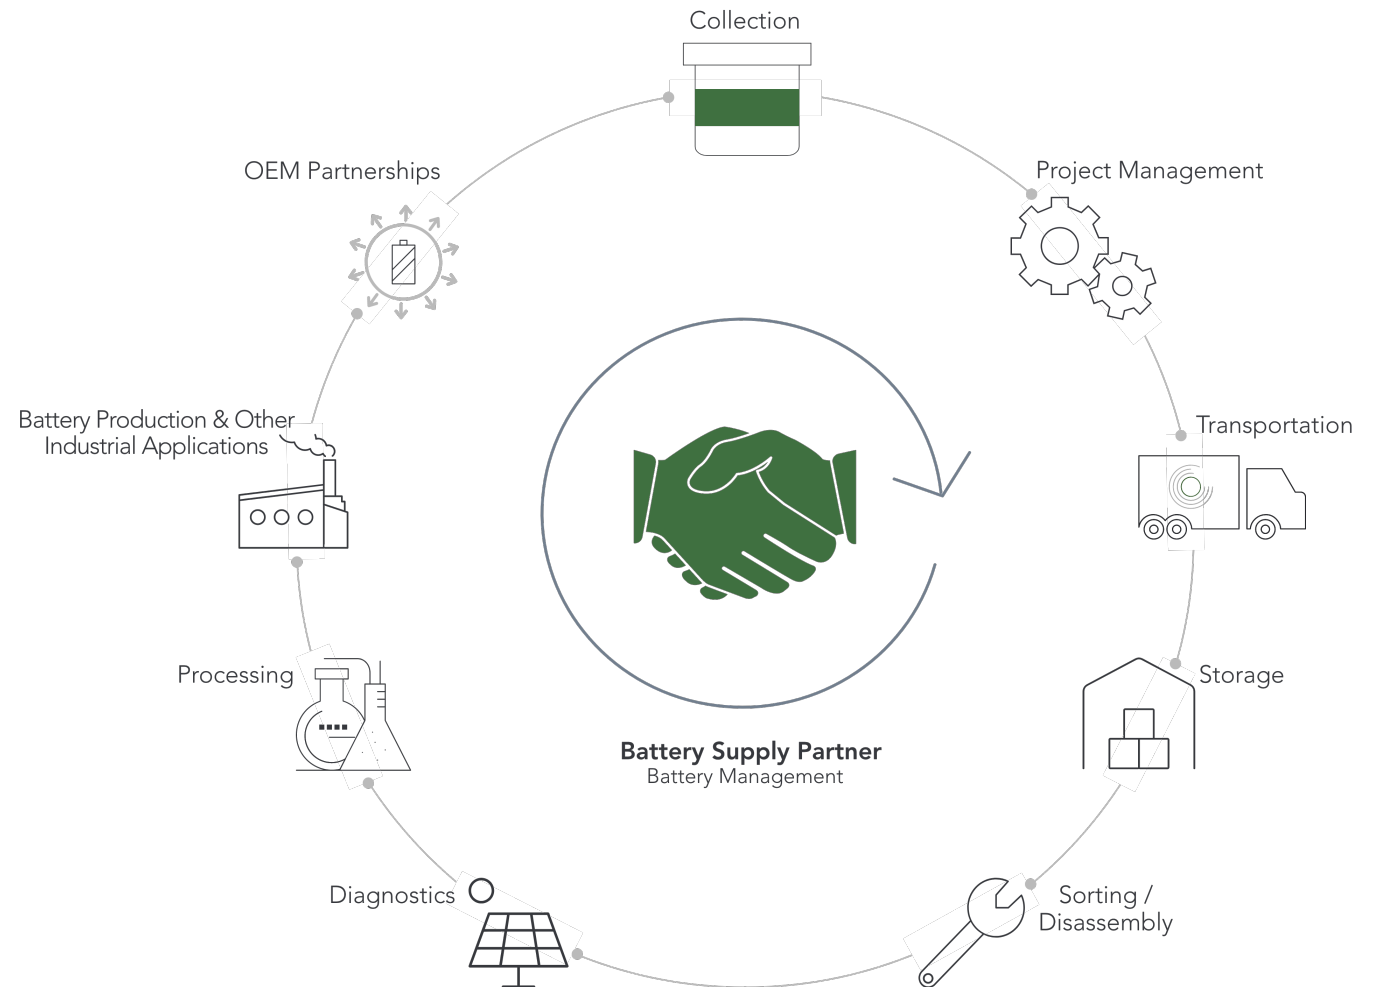 Collection
OEM Partnerships
Project Management
Battery Production & Other
Industrial Applications
Transportation
Processing
Storage
Battery Supply Partner
Battery Management
Diagnostics
Sorting /
Disassembly